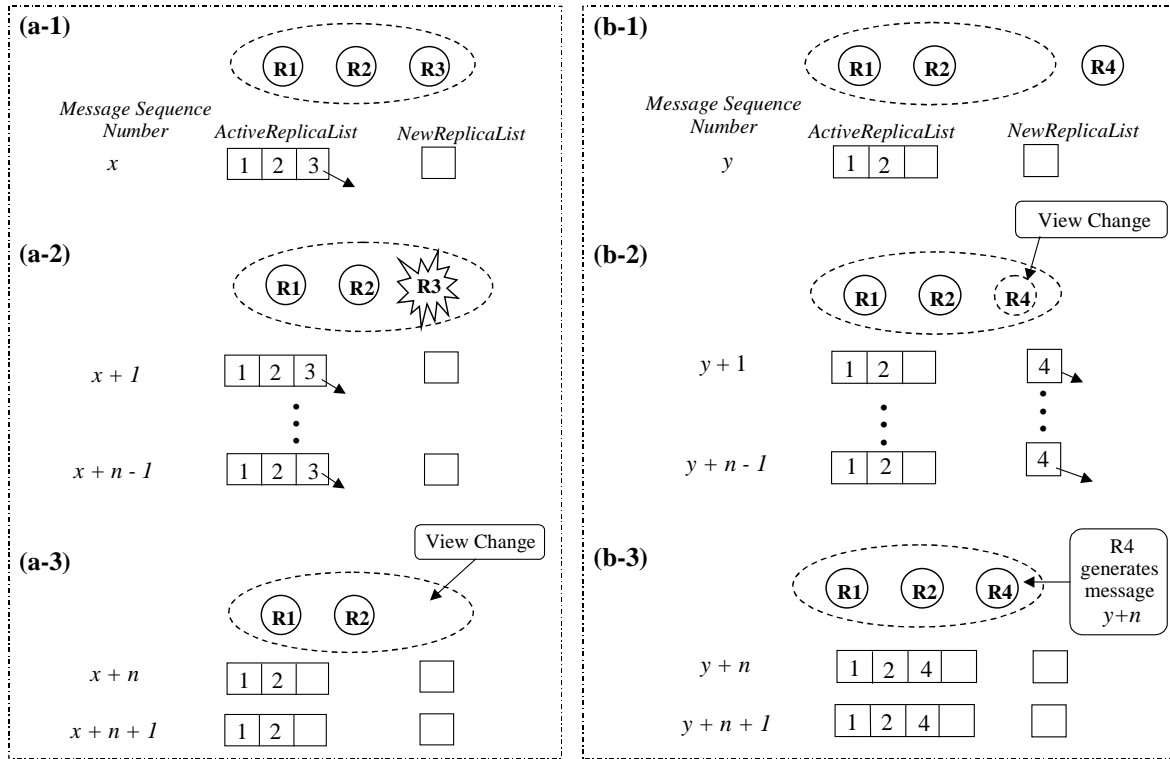 (a-1)
R1 R2 R3
Message Sequence
Number
ActiveReplicaList
NewReplicaList
x
1 2 3
(a-2)
R1 R2 R3
x + 1
1 2 3
x + n - 1
1 2 3
(a-3)
View Change
R1 R2
x + n
1 2
x + n + 1
1 2
(b-1)
R1 R2 R4
Message Sequence
Number
ActiveReplicaList
NewReplicaList
y
1 2
View Change
(b-2)
R1 R2 R4
y + 1
1 2
4
y + n - 1
1 2
4
(b-3)
R1 R2 R4
R4
generates
message
y+n
y + n
1 2 4
y + n + 1
1 2 4